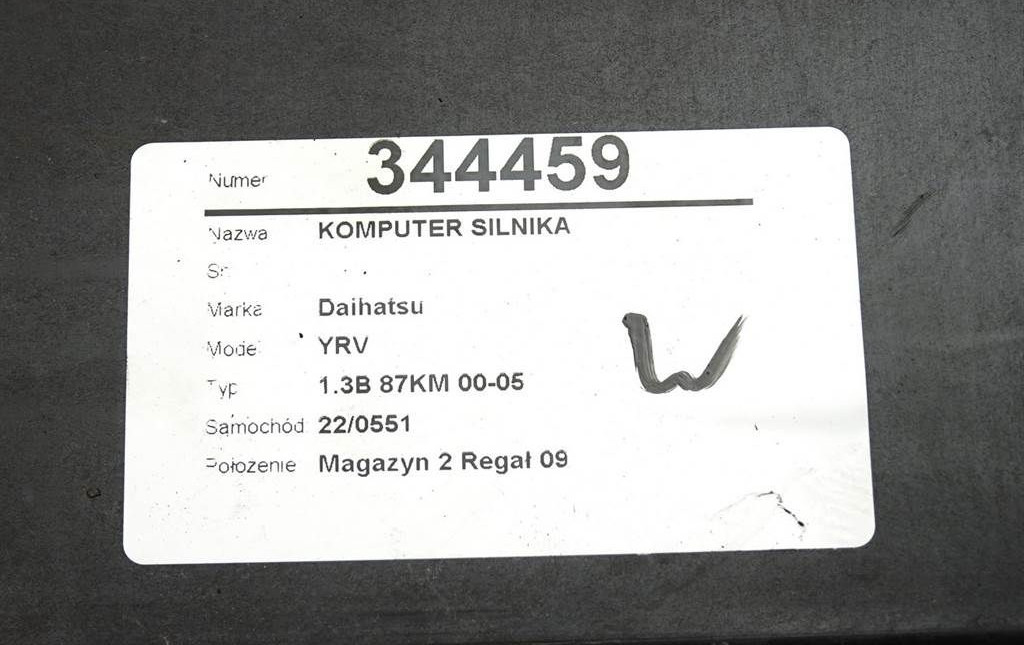 Numer 344459
Nazwa KOMPUTER SILNIKA
Marka Daihatsu
Model YRV
Typ 1.3B 87KM 00-05
Samochód 22/0551
Położenie Magazyn 2 Regał 09
W